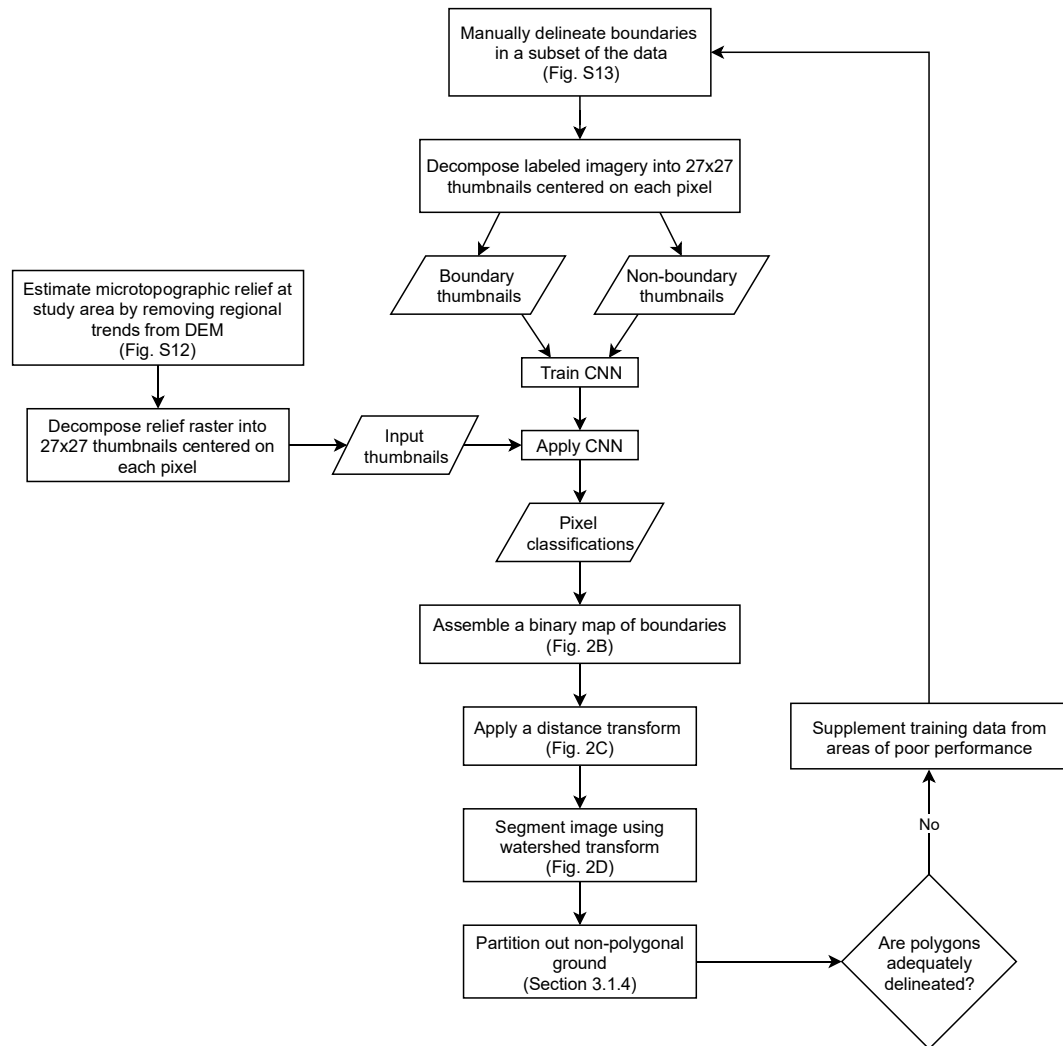 Manually delineate boundaries
in a subset of the data
(Fig. S13)
Decompose labeled imagery into 27x27
thumbnails centered on each pixel
Boundary
thumbnails
Non-boundary
thumbnails
Estimate microtopographic relief at
study area by removing regional
trends from DEM
(Fig. S12)
Train CNN
Decompose relief raster into
27x27 thumbnails centered on
each pixel
Input
thumbnails
Apply CNN
Pixel
classifications
Assemble a binary map of boundaries
(Fig. 2B)
Apply a distance transform
(Fig. 2C)
Supplement training data from
areas of poor performance
Segment image using
watershed transform
(Fig. 2D)
No
Partition out non-polygonal
ground
(Section 3.1.4)
Are polygons
adequately
delineated?